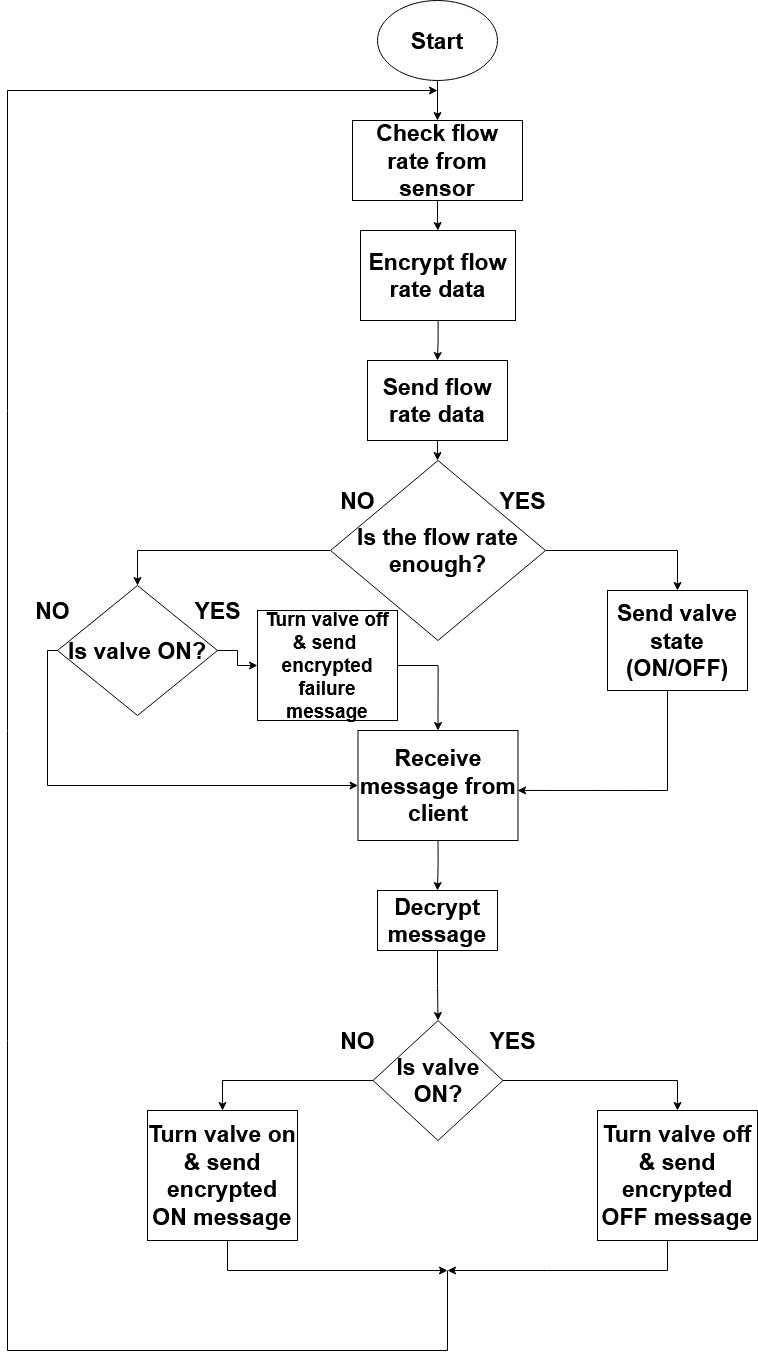 Start
Check flow
rate from
sensor
Encrypt flow
rate data
Send flow
rate data
NO
YES
Is the flow rate
enough?
NO
YES
Is valve ON?
Turn valve off
& send
encrypted
failure
message
Send valve
state
(ON/OFF)
Receive
message from
client
Decrypt
message
NO
YES
Is valve
ON?
Turn valve on
& send
encrypted
ON message
Turn valve off
& send
encrypted
OFF message